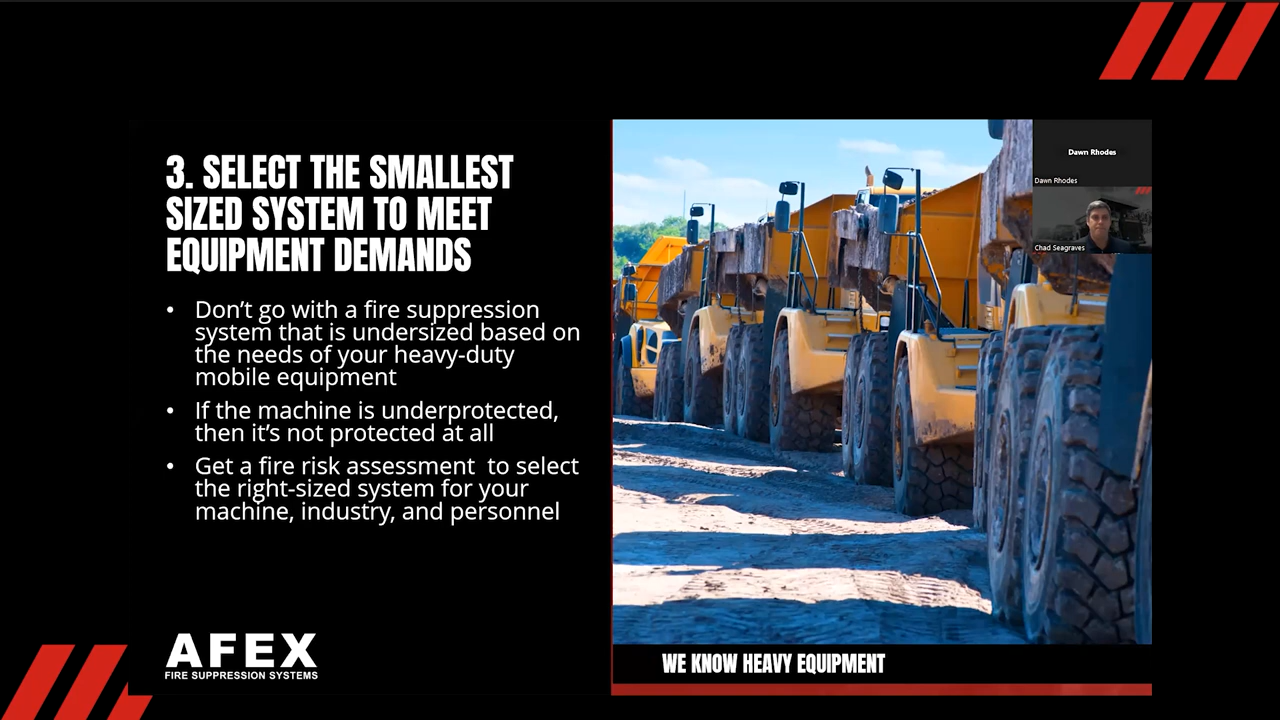 3. SELECT THE SMALLEST
SIZED SYSTEM TO MEET
EQUIPMENT DEMANDS
• Don’t go with a fire suppression
system that is undersized based on
the needs of your heavy-duty
mobile equipment
• If the machine is underprotected,
then it’s not protected at all
• Get a fire risk assessment  to select
the right-sized system for your
machine, industry, and personnel
AFEX
FIRE SUPPRESSION SYSTEMS
Dawn Rhodes
Dawn Rhodes
Chad Seagraves
WE KNOW HEAVY EQUIPMENT